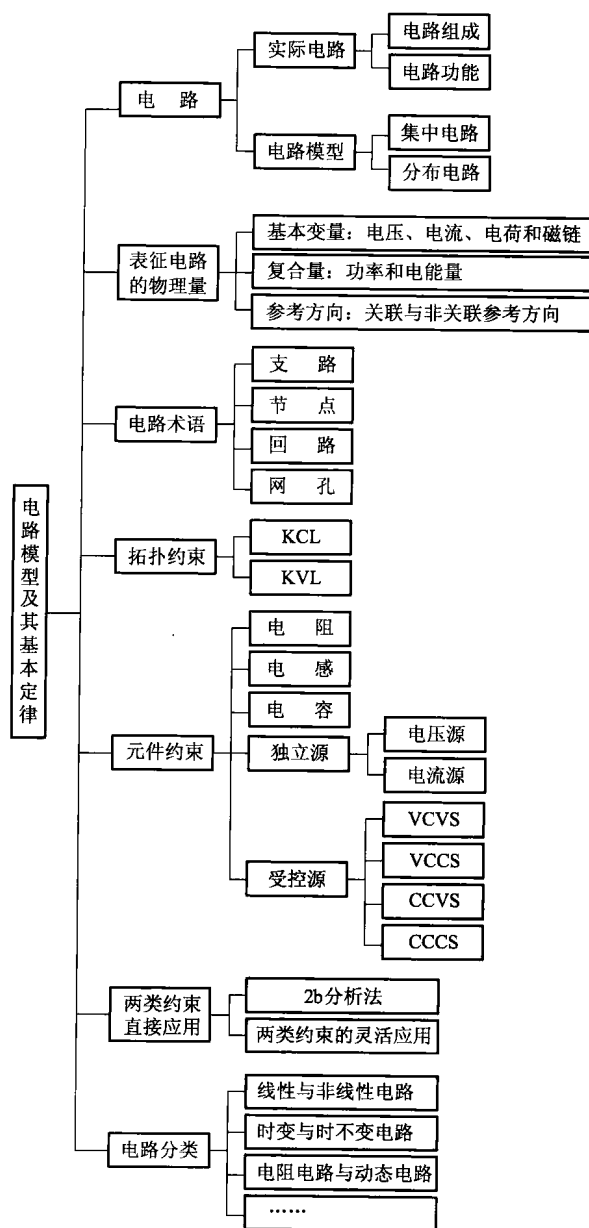 电路模型及其基本定律
电 路
实际电路
电路组成
电路功能
电路模型
集中电路
分布电路
表征电路
的物理量
基本变量：电压、电流、电荷和磁链
复合量：功率和电能量
参考方向：关联与非关联参考方向
电路术语
支 路
节 点
回 路
网 孔
拓扑约束
KCL
KVL
元件约束
电 阻
电 感
电 容
独立源
电压源
电流源
受控源
VCVS
VCCS
CCVS
CCCS
两类约束
直接应用
2b分析法
两类约束的灵活应用
电路分类
线性与非线性电路
时变与时不变电路
电阻电路与动态电路
……